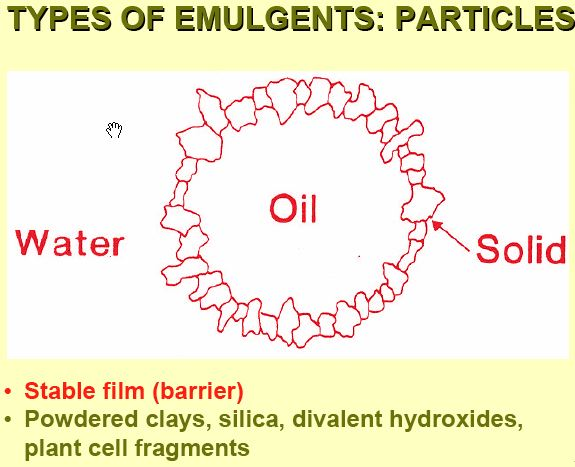 TYPES OF EMULGENTS: PARTICLES
Oil
Water
Solid
• Stable film (barrier)
• Powdered clays, silica, divalent hydroxides,
plant cell fragments